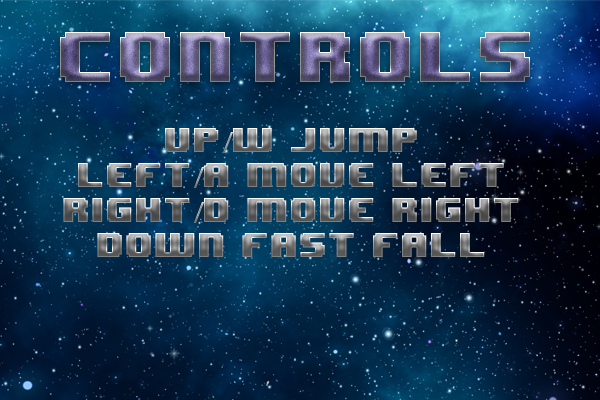 CONTROLS
UP/W JUMP
LEFT/A MOVE LEFT
RIGHT/D MOVE RIGHT
DOWN FAST FALL